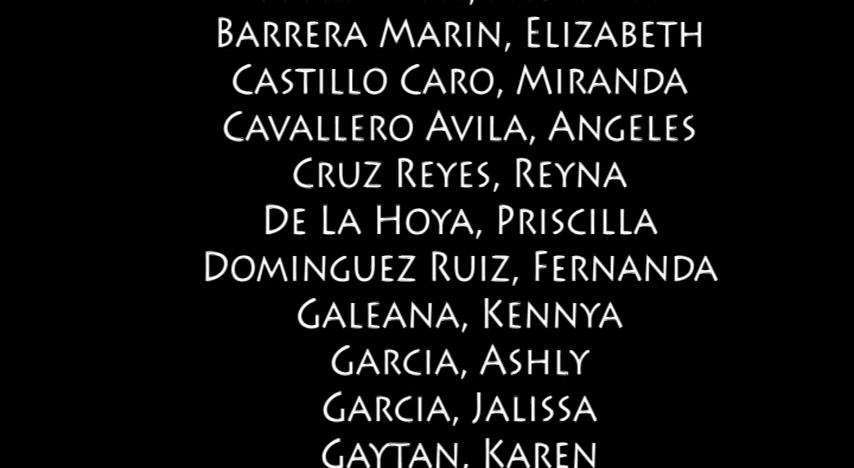 BARRERA MARIN, ELIZABETH
CASTILLO CARO, MIRANDA
CAVALLERO AVILA, ANGELES
CRUZ REYES, REYNA
DE LA HOYA, PRISCILLA
DOMINGUEZ RUIZ, FERNANDA
GALEANA, KENNYA
GARCIA, ASHLY
GARCIA, JALISSA
GAYTAN, KAREN